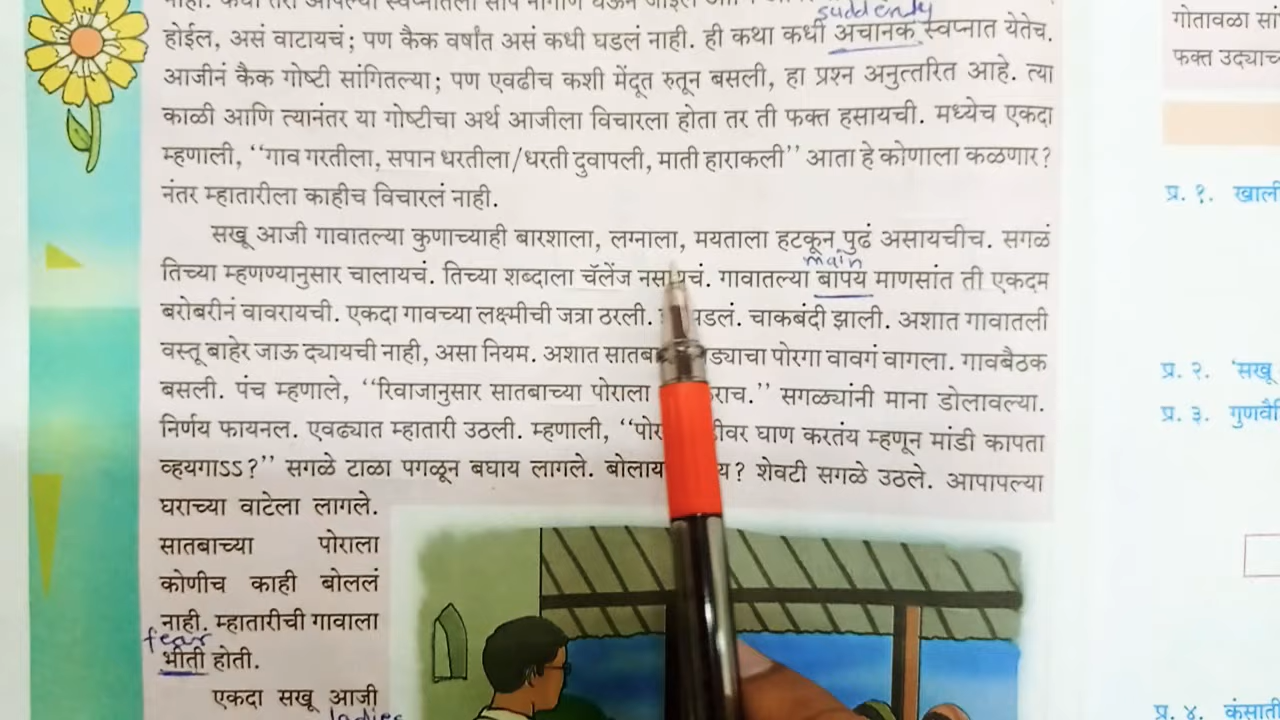 suddenly
होईल, असं वाटायचं; पण कैक वर्षांत असं कधी घडलं नाही. ही कथा कधी अचानक स्वप्नात येतेच.
आजीनं कैक गोष्टी सांगितल्या; पण एवढीच कशी मेंदूत रुतून बसली, हा प्रश्न अनुत्तरित आहे. त्या
काळी आणि त्यानंतर या गोष्टीचा अर्थ आजीला विचारला होता तर ती फक्त हसायची. मध्येच एकदा
म्हणाली, “गाव गरतीला, सपान धरतीला/धरती दुवापली, माती हाराकली” आता हे कोणाला कळणार?
नंतर म्हातारीला काहीच विचारलं नाही.
सखू आजी गावातल्या कुणाच्याही बारशाला, लग्नाला, मयताला हटकून पुढं असायचीच. सगळं
main
तिच्या म्हणण्यानुसार चालायचं. तिच्या शब्दाला चॅलेंज नसायचं. गावातल्या बापय माणसांत ती एकदम
बरोबरीनं वावरायची. एकदा गावच्या लक्ष्मीची जत्रा ठरली. चाकबंदी झाली. अशात गावातली
वस्तू बाहेर जाऊ द्यायची नाही, असा नियम. अशात पोरगा वावगं वागला. गावबैठक
बसली. पंच म्हणाले, “रिवाजानुसार सातबाच्या पोराला सगळ्यांनी माना डोलावल्या.
निर्णय फायनल. एवढ्यात म्हातारी उठली. म्हणाली, घाण करतंय म्हणून मांडी कापता
व्हयगाऽऽ?” सगळे टाळा पगळून बघाय लागले. शेवटी सगळे उठले. आपापल्या
घराच्या वाटेला लागले.
सातबाच्या पोराला
कोणीच काही बोललं
नाही. म्हातारीची गावाला
fear
भीती होती.
एकदा सखू आजी
ladies
गोतावळा
फक्त
प्र. १. खाली
प्र. २. ‘सखू
प्र. ३.
प्र. ४.